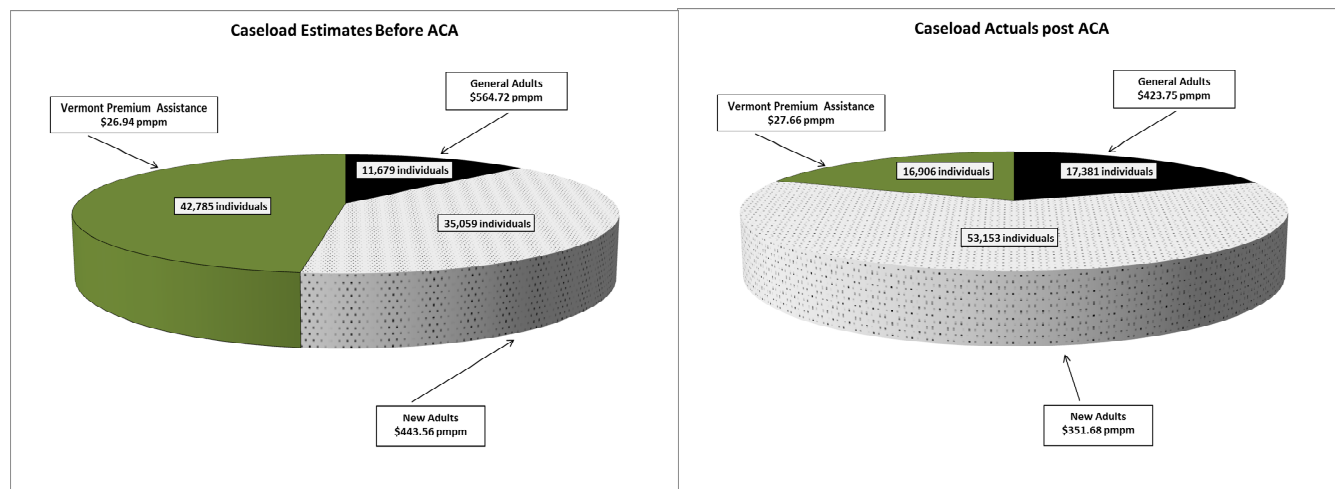 Caseload Estimates Before ACA
General Adults
$564.72 pmpm
Vermont Premium Assistance
$26.94 pmpm
11,679 individuals
42,785 individuals
35,059 individuals
New Adults
$443.56 pmpm
Caseload Actuals post ACA
General Adults
$423.75 pmpm
Vermont Premium Assistance
$27.66 pmpm
16,906 individuals
17,381 individuals
53,153 individuals
New Adults
$351.68 pmpm